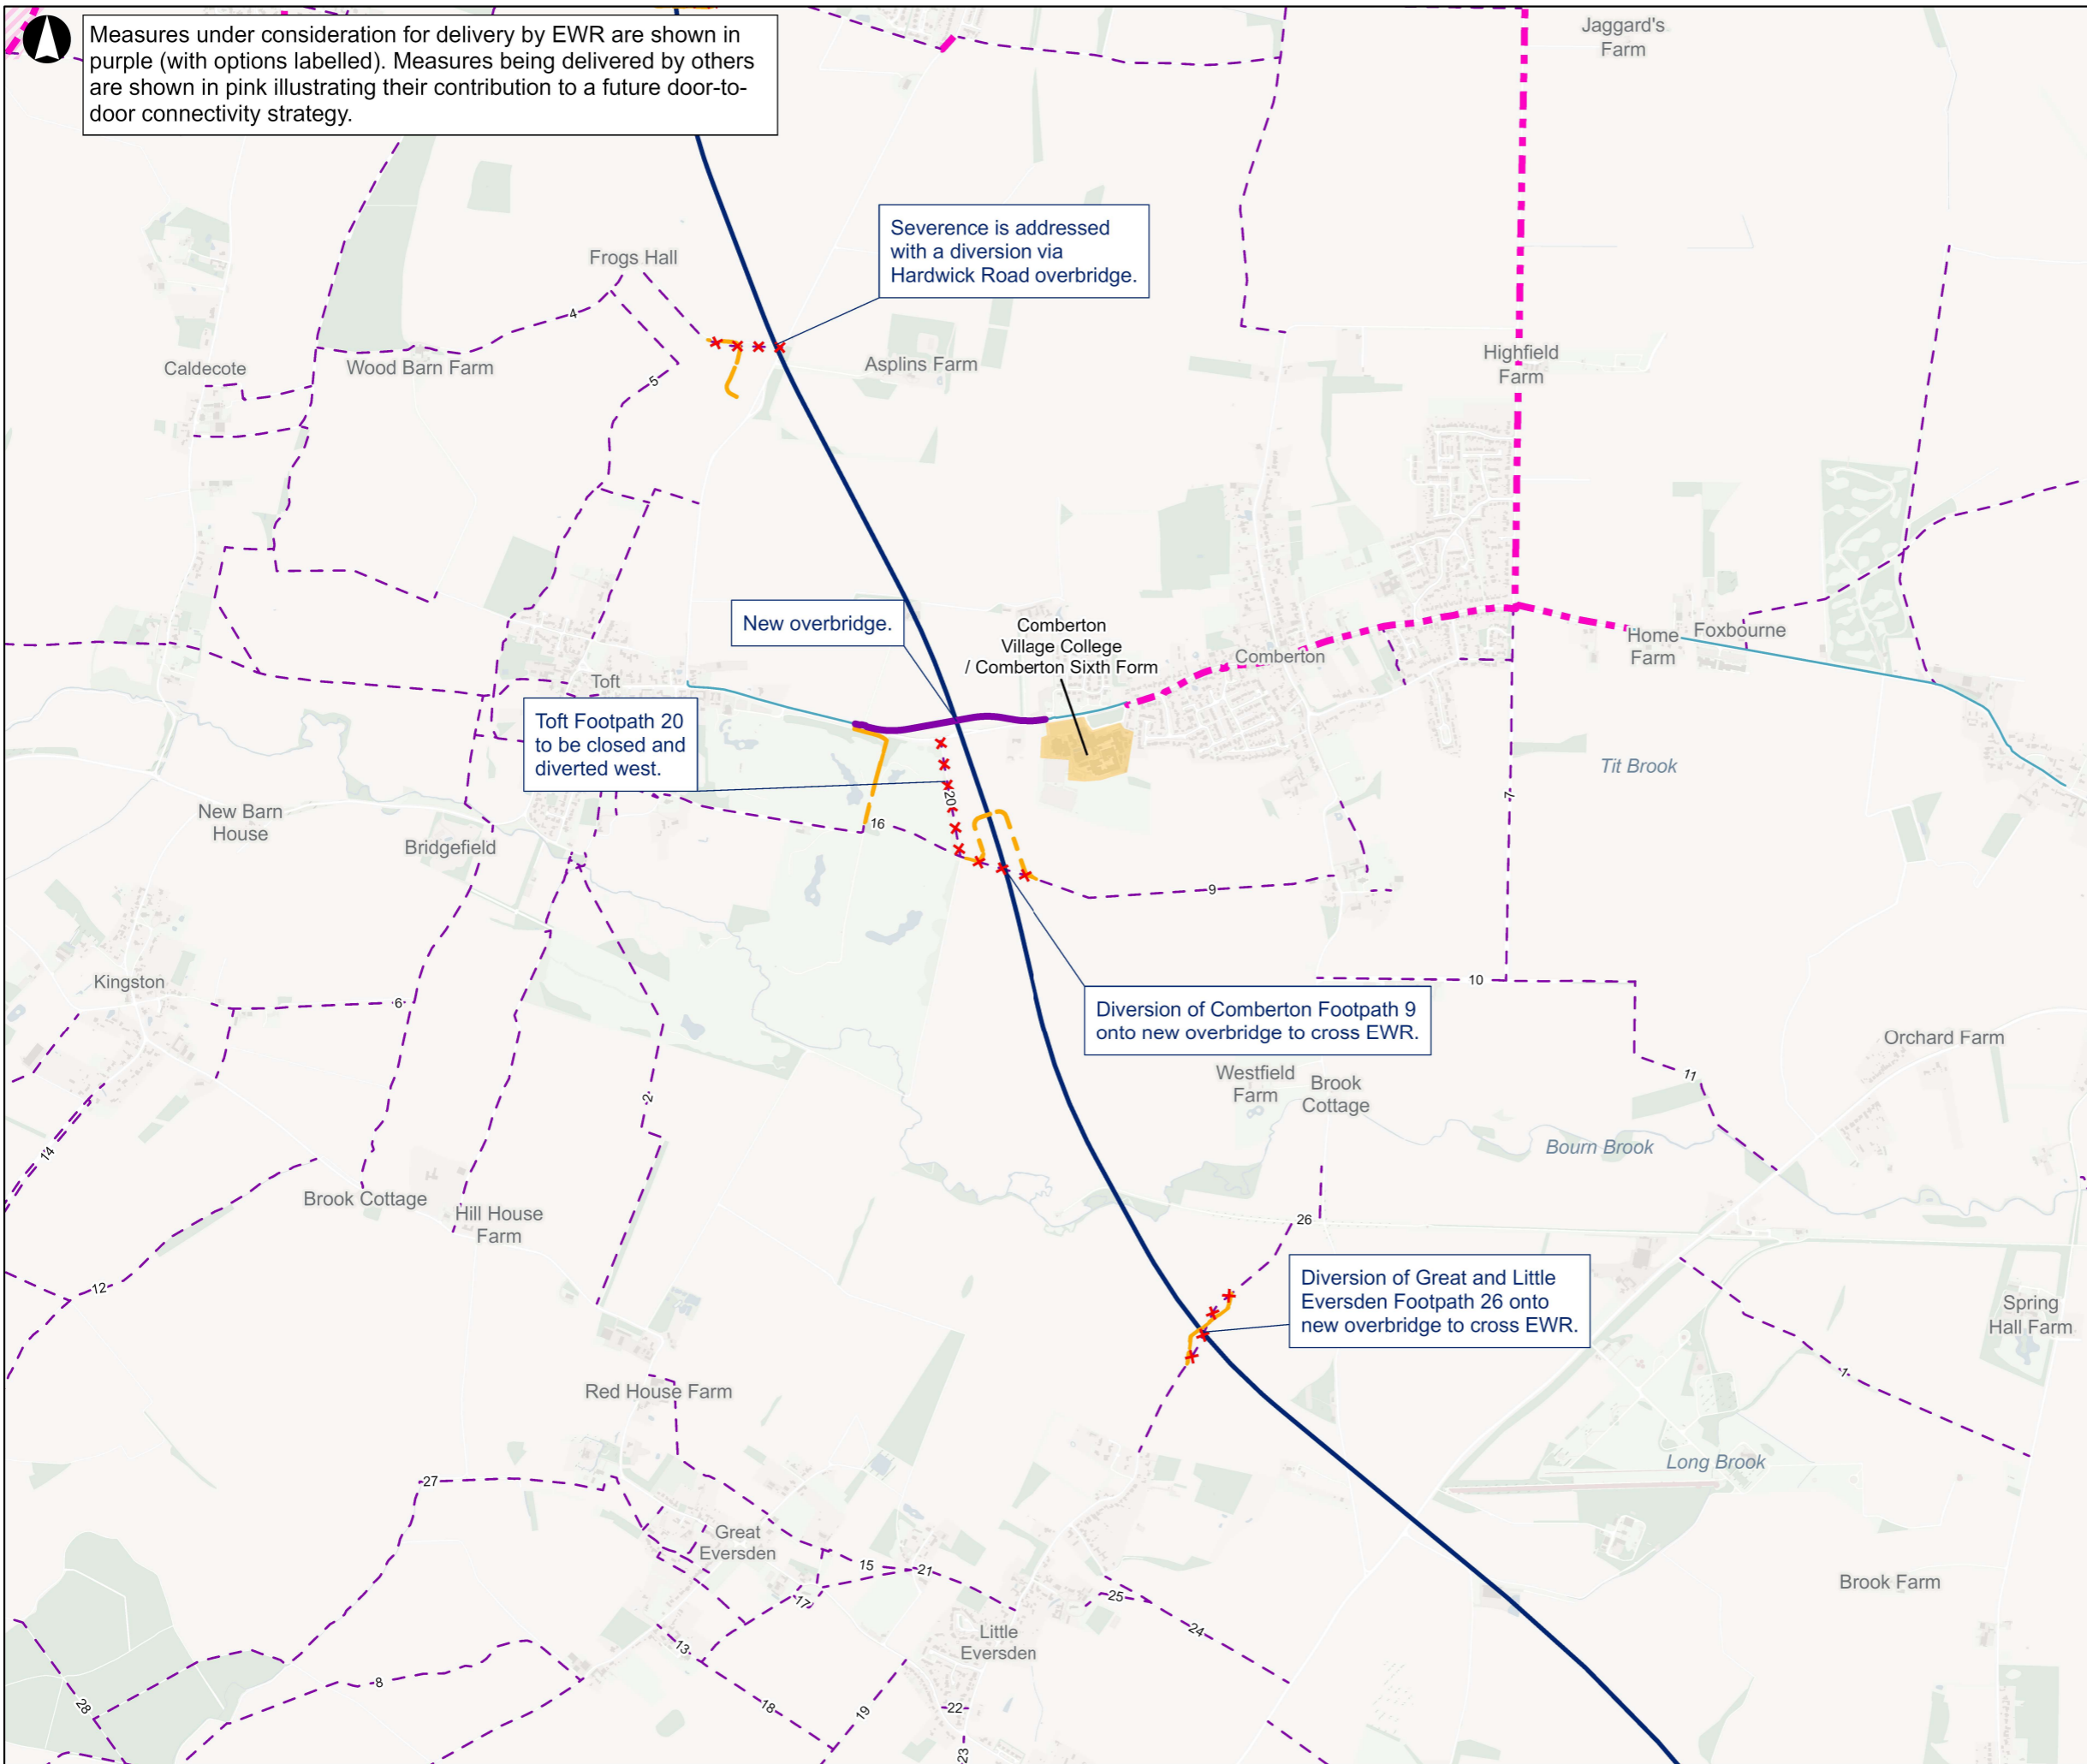 Measures under consideration for delivery by EWR are shown in
purple (with options labelled). Measures being delivered by others
are shown in pink illustrating their contribution to a future door-to-
door connectivity strategy.
Jaggard's
Farm
Severence is addressed
with a diversion via
Hardwick Road overbridge.
Frogs Hall
4
Caldecote
Wood Barn Farm
5
Asplins Farm
Highfield
Farm
New overbridge.
Comberton
Village College
/ Comberton Sixth Form
Comberton
Home
Farm
Foxbourne
Toft
Toft Footpath 20
to be closed and
diverted west.
Tit Brook
New Barn
House
Bridgefield
20
16
7
9
Kingston
6
10
Diversion of Comberton Footpath 9
onto new overbridge to cross EWR.
Orchard Farm
Westfield
Farm
Brook
Cottage
11
2
14
Bourn Brook
Brook Cottage
Hill House
Farm
26
12
Diversion of Great and Little
Eversden Footpath 26 onto
new overbridge to cross EWR.
Spring
Hall Farm
1
Red House Farm
27
Long Brook
Great
Eversden
15
21
17
25
24
Brook Farm
Little
Eversden
13
8
28
18
19
22
23